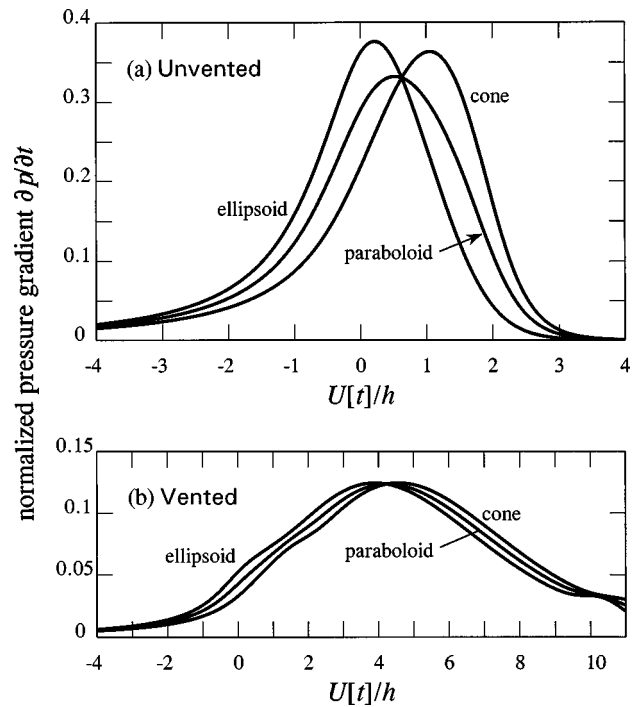 normalized pressure gradient ∂p/∂t
0.4
0.3
0.2
0.1
0
(a) Unvented
cone
ellipsoid
paraboloid
-4 -3 -2 -1 0 1 2 3 4
U[t]/h
0.15
0.10
0.05
0
(b) Vented
cone
ellipsoid
paraboloid
-4 -2 0 2 4 6 8 10
U[t]/h